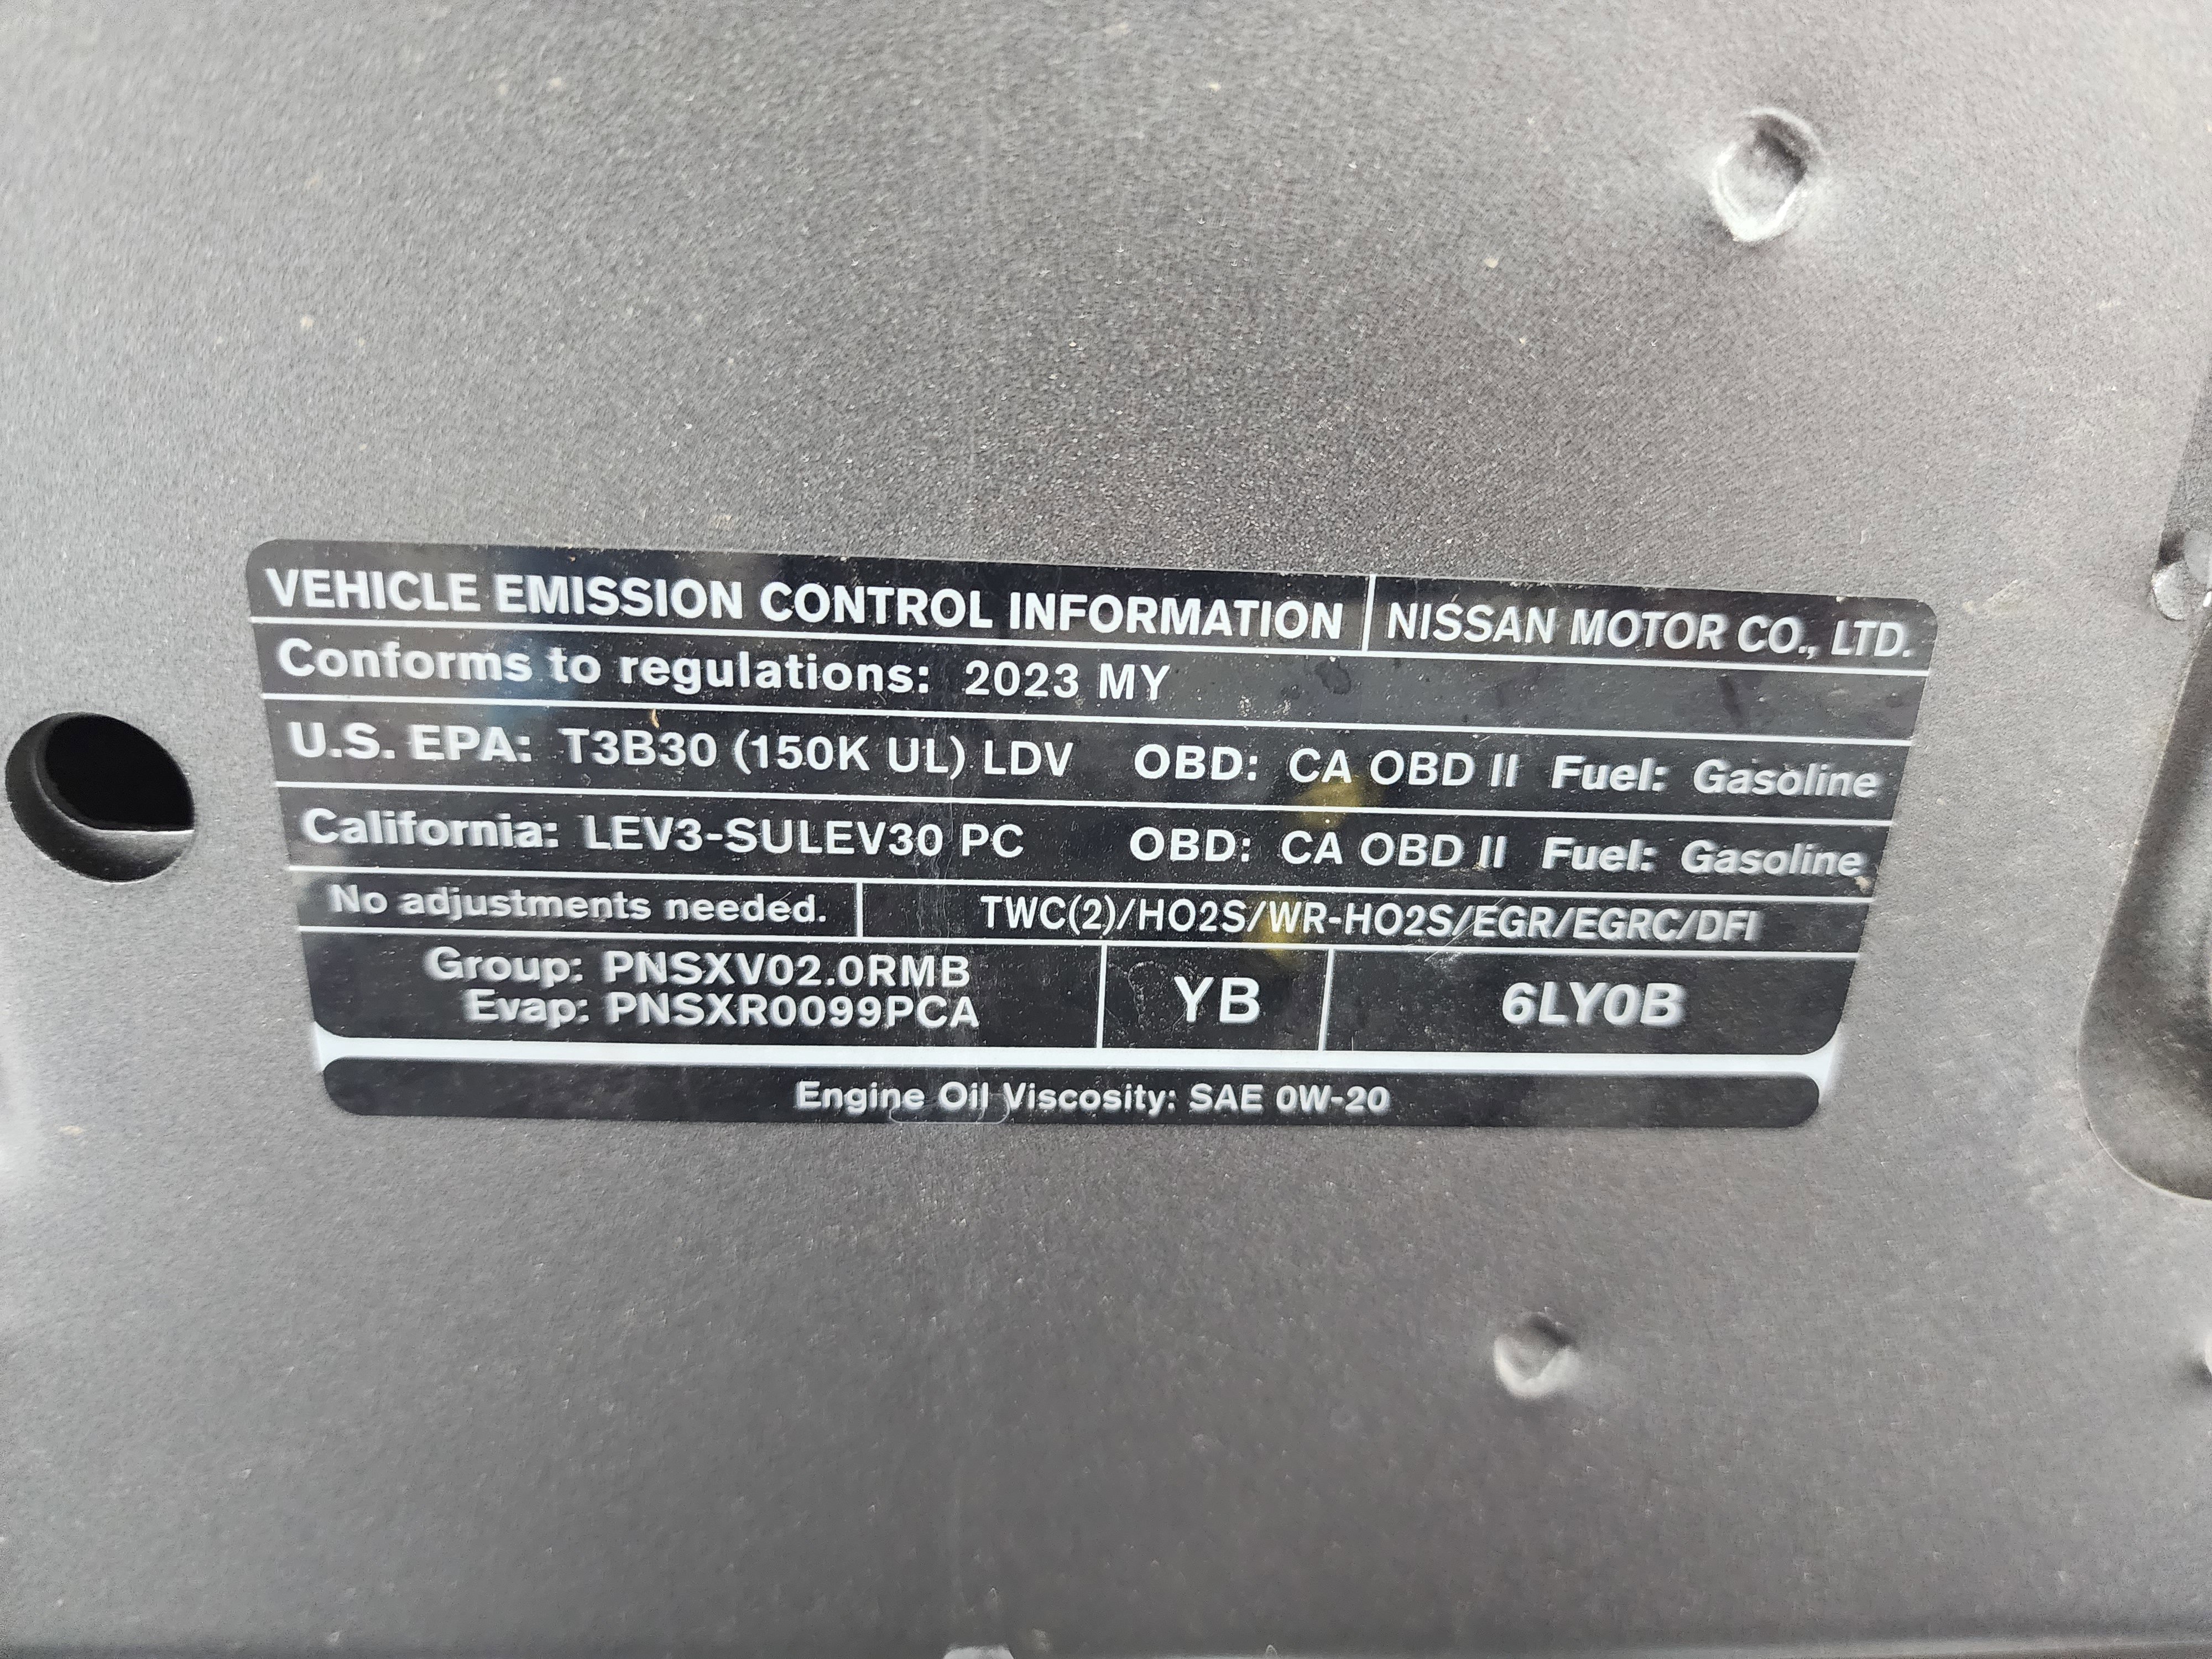 VEHICLE EMISSION CONTROL INFORMATION NISSAN MOTOR CO., LTD.
Conforms to regulations: 2023 MY
U.S. EPA: T3B30 (150K UL) LDV OBD: CA OBD II Fuel: Gasoline
California: LEV3-SULEV30 PC OBD: CA OBD II Fuel: Gasoline
No adjustments needed. TWC(2)/HO2S/WR-HO2S/EGR/EGRC/DFI
Group: PNSXV02.0RMB
Evap: PNSXR0099PCA
YB
6LY0B
Engine Oil Viscosity: SAE 0W-20